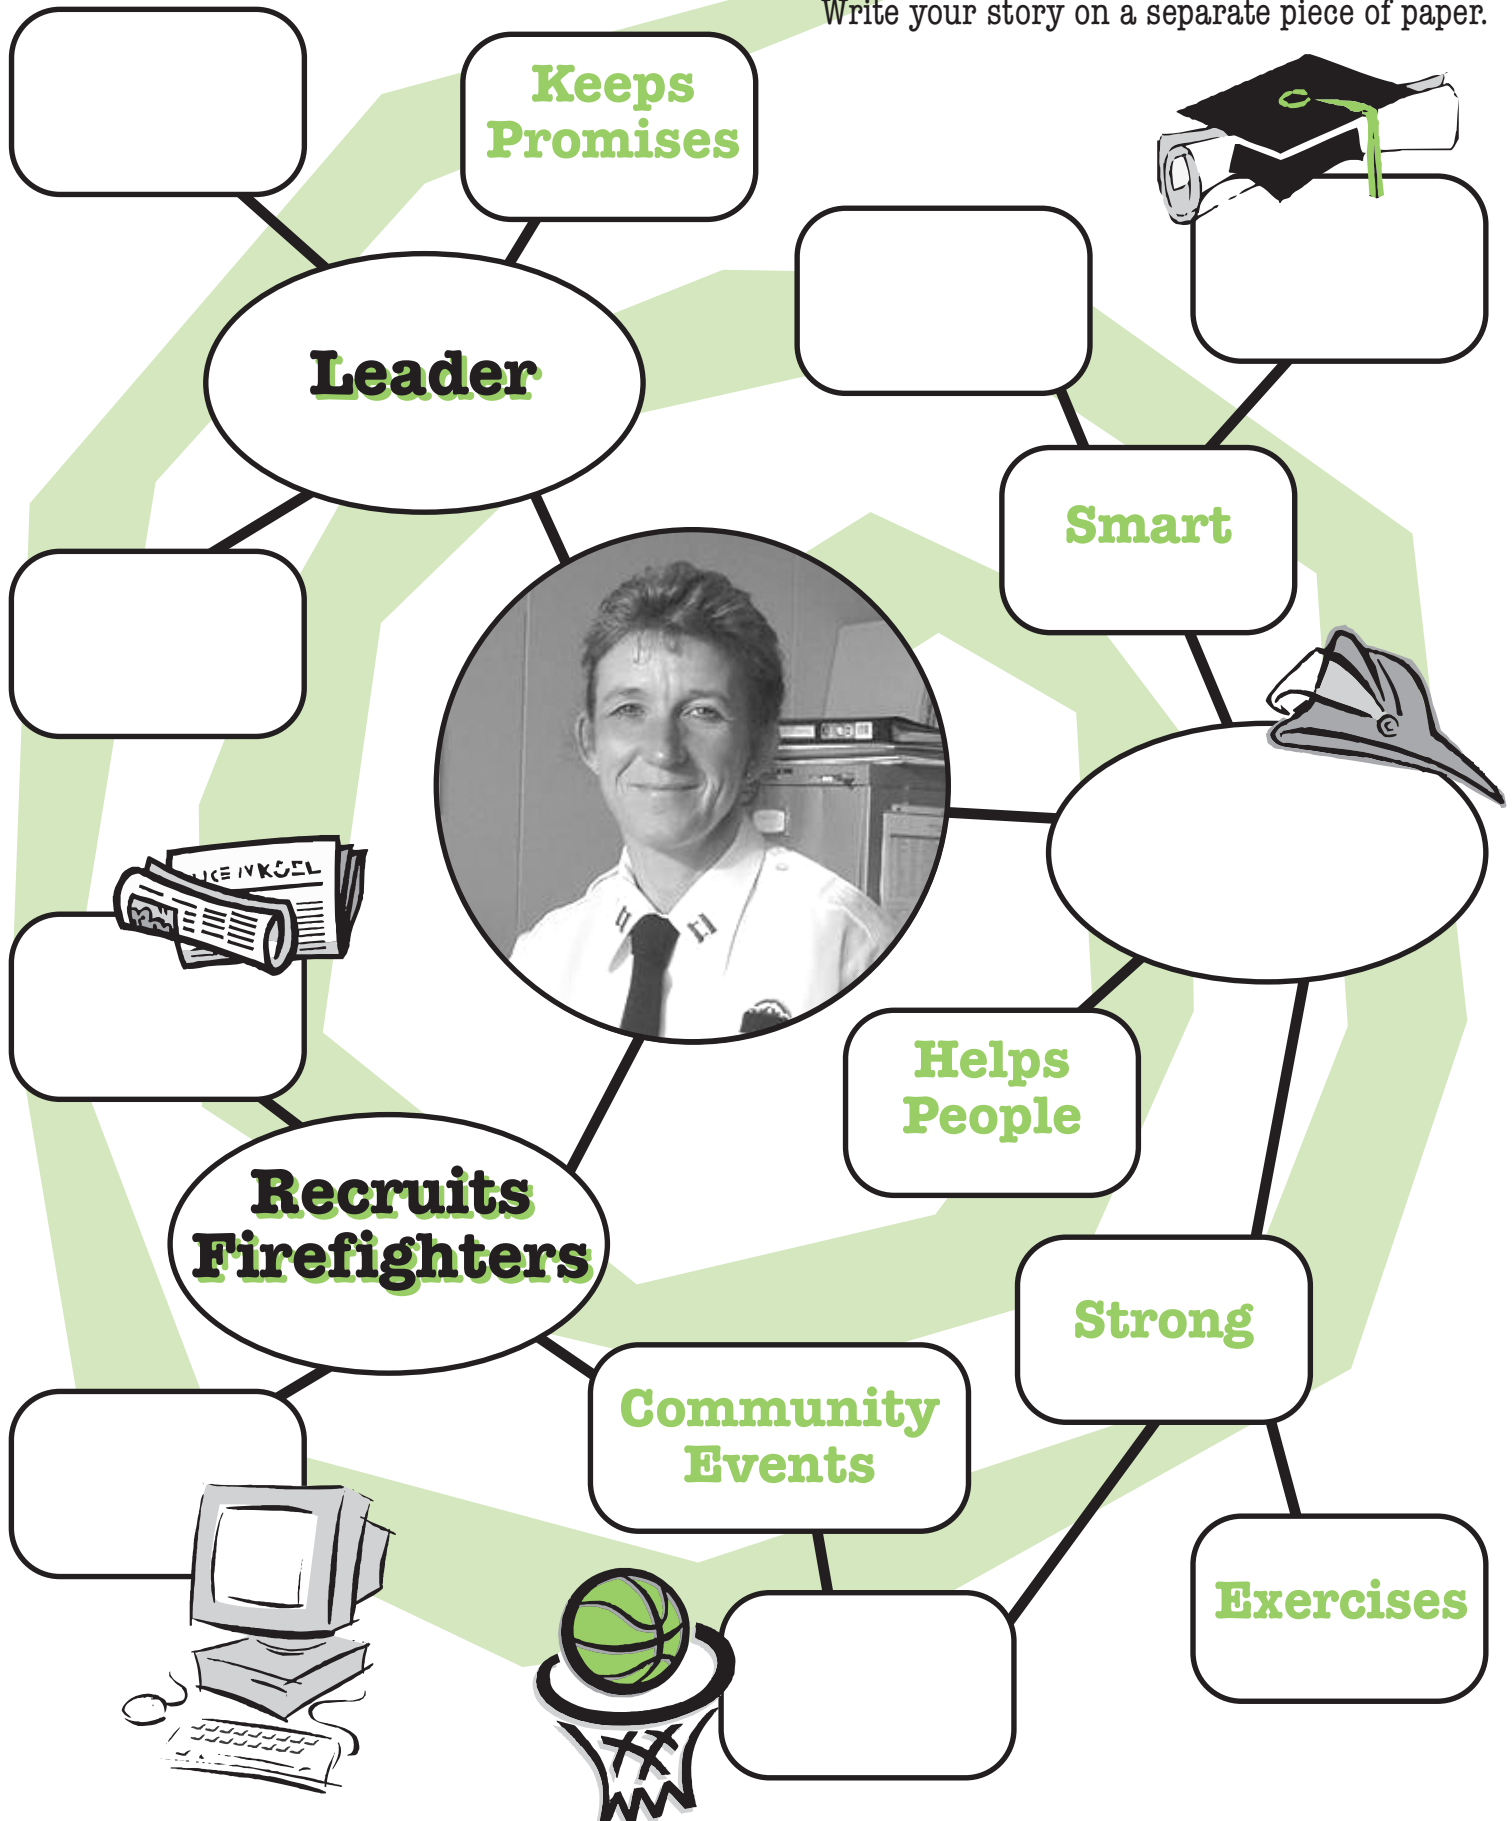 Write your story on a separate piece of paper.
Keeps
Promises
Leader
Smart
Helps
People
Recruits
Firefighters
Strong
Community
Events
Exercises